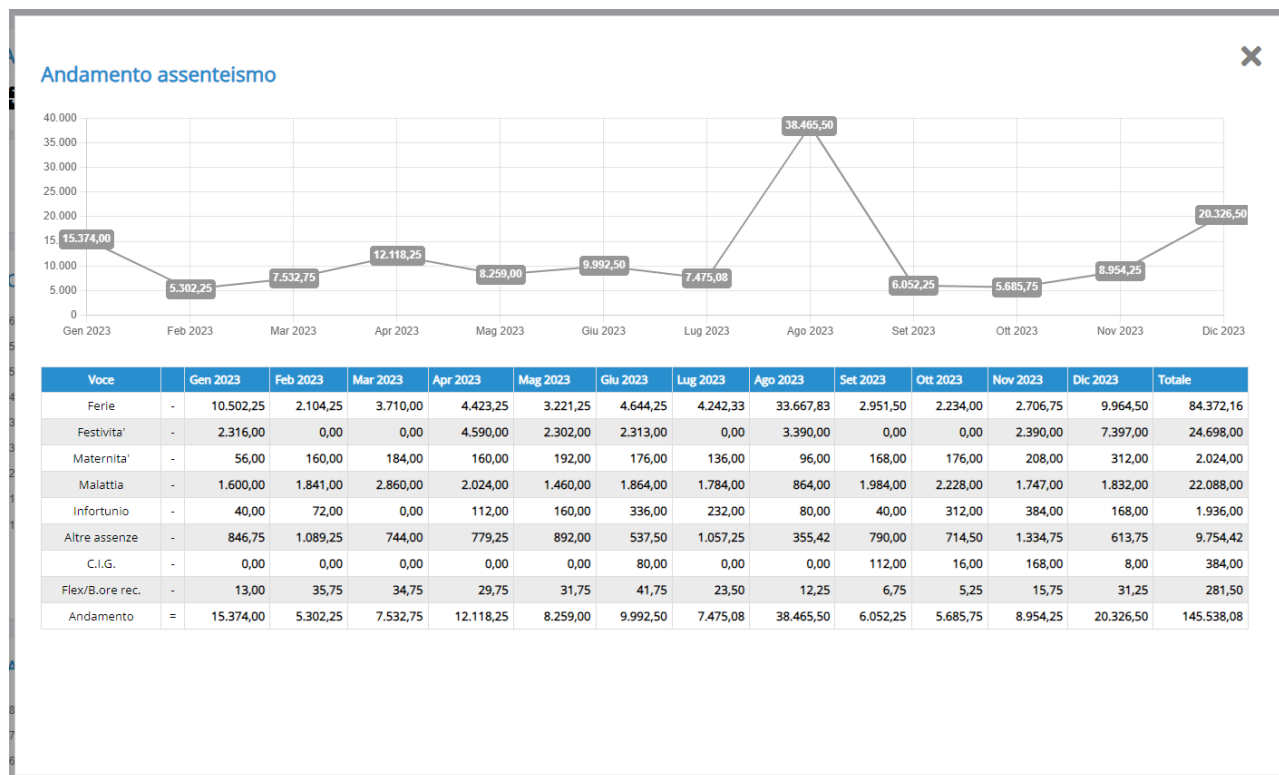 Andamento assenteismo
40.000
38.465,50
35.000
30.000
25.000
20.000
20.326,50
15.
15.374,00
12.118,25
10.000
9.992,50
8.954,25
8.259,00
7.532,75
7.475,08
5.000
5.302,25
6.052,25
5.685,75
0
Gen 2023 Feb 2023 Mar 2023 Apr 2023 Mag 2023 Giu 2023 Lug 2023 Ago 2023 Set 2023 Ott 2023 Nov 2023 Dic 2023
Voce Gen 2023 Feb 2023 Mar 2023 Apr 2023 Mag 2023 Giu 2023 Lug 2023 Ago 2023 Set 2023 Ott 2023 Nov 2023 Dic 2023 Totale
Ferie - 10.502,25 2.104,25 3.710,00 4.423,25 3.221,25 4.644,25 4.242,33 33.667,83 2.951,50 2.234,00 2.706,75 9.964,50 84.372,16
Festivita' - 2.316,00 0,00 0,00 4.590,00 2.302,00 2.313,00 0,00 3.390,00 0,00 0,00 2.390,00 7.397,00 24.698,00
Maternita' - 56,00 160,00 184,00 160,00 192,00 176,00 136,00 96,00 168,00 176,00 208,00 312,00 2.024,00
Malattia - 1.600,00 1.841,00 2.860,00 2.024,00 1.460,00 1.864,00 1.784,00 864,00 1.984,00 2.228,00 1.747,00 1.832,00 22.088,00
Infortunio - 40,00 72,00 0,00 112,00 160,00 336,00 232,00 80,00 40,00 312,00 384,00 168,00 1.936,00
Altre assenze - 846,75 1.089,25 744,00 779,25 892,00 537,50 1.057,25 355,42 790,00 714,50 1.334,75 613,75 9.754,42
C.I.G. - 0,00 0,00 0,00 0,00 0,00 80,00 0,00 0,00 112,00 16,00 168,00 8,00 384,00
Flex/B.ore rec. - 13,00 35,75 34,75 29,75 31,75 41,75 23,50 12,25 6,75 5,25 15,75 31,25 281,50
Andamento = 15.374,00 5.302,25 7.532,75 12.118,25 8.259,00 9.992,50 7.475,08 38.465,50 6.052,25 5.685,75 8.954,25 20.326,50 145.538,08